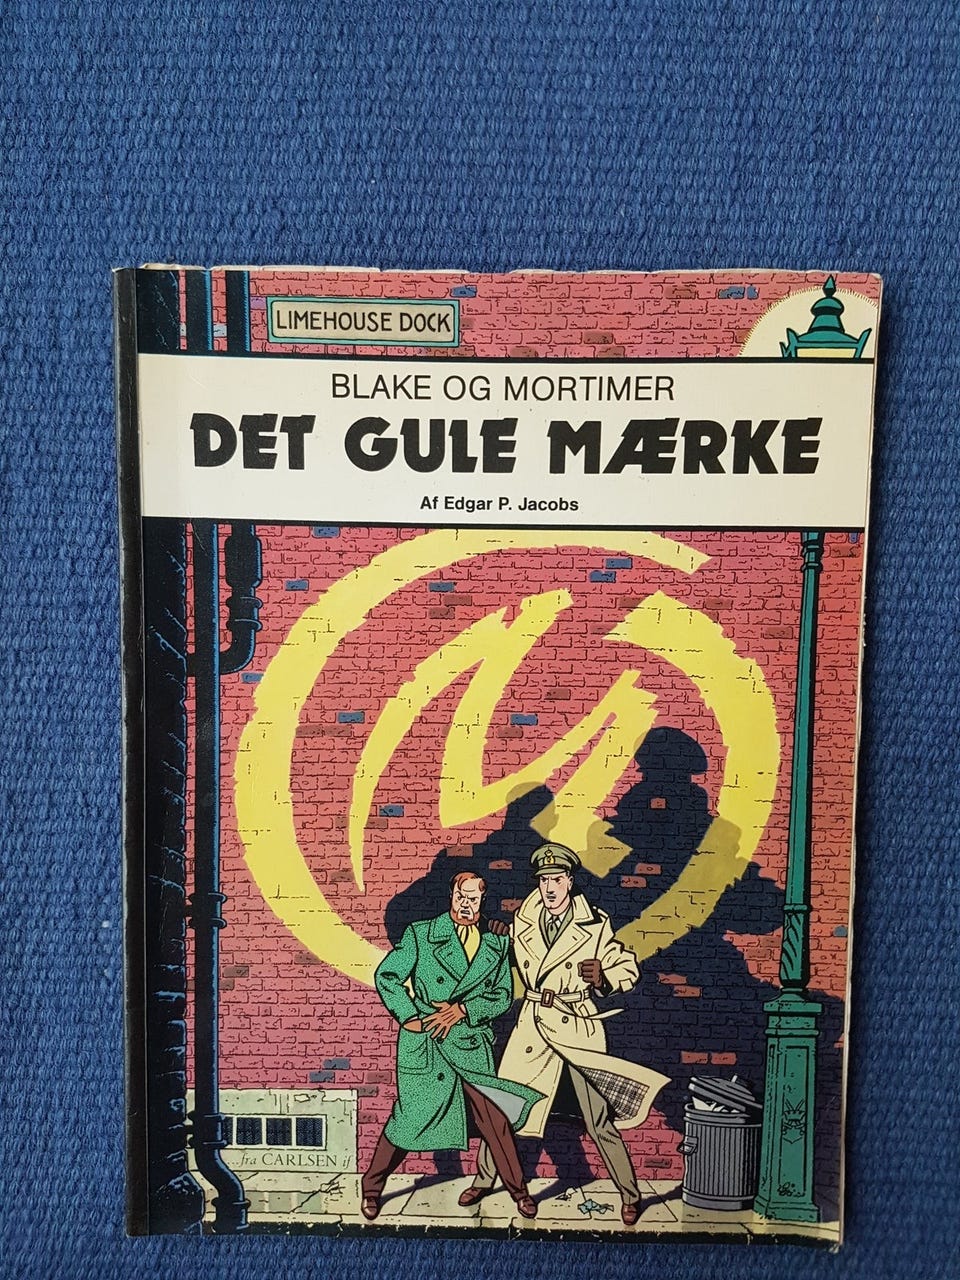 LIMEHOUSE DOCK
BLAKE OG MORTIMER
DET GULE MÆRKE
Af Edgar P. Jacobs
...fra CARLSEN if